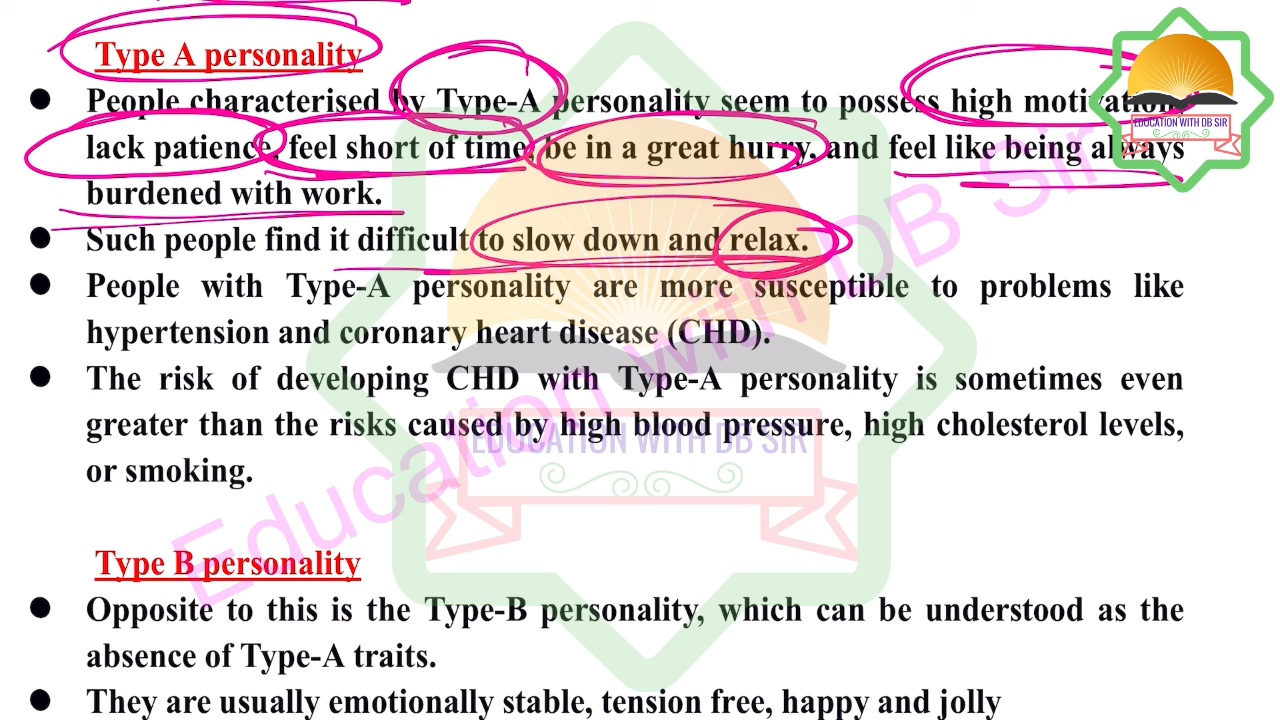 Type A personality
● People characterised by Type-A personality seem to possess high motivation,
lack patience, feel short of time, be in a great hurry, and feel like being always
burdened with work.
● Such people find it difficult to slow down and relax.
● People with Type-A personality are more susceptible to problems like
hypertension and coronary heart disease (CHD).
● The risk of developing CHD with Type-A personality is sometimes even
greater than the risks caused by high blood pressure, high cholesterol levels,
or smoking.
Type B personality
● Opposite to this is the Type-B personality, which can be understood as the
absence of Type-A traits.
● They are usually emotionally stable, tension free, happy and jolly
EDUCATION WITH DB SIR
EDUCATION WITH DB SIR
Education with DB Sir